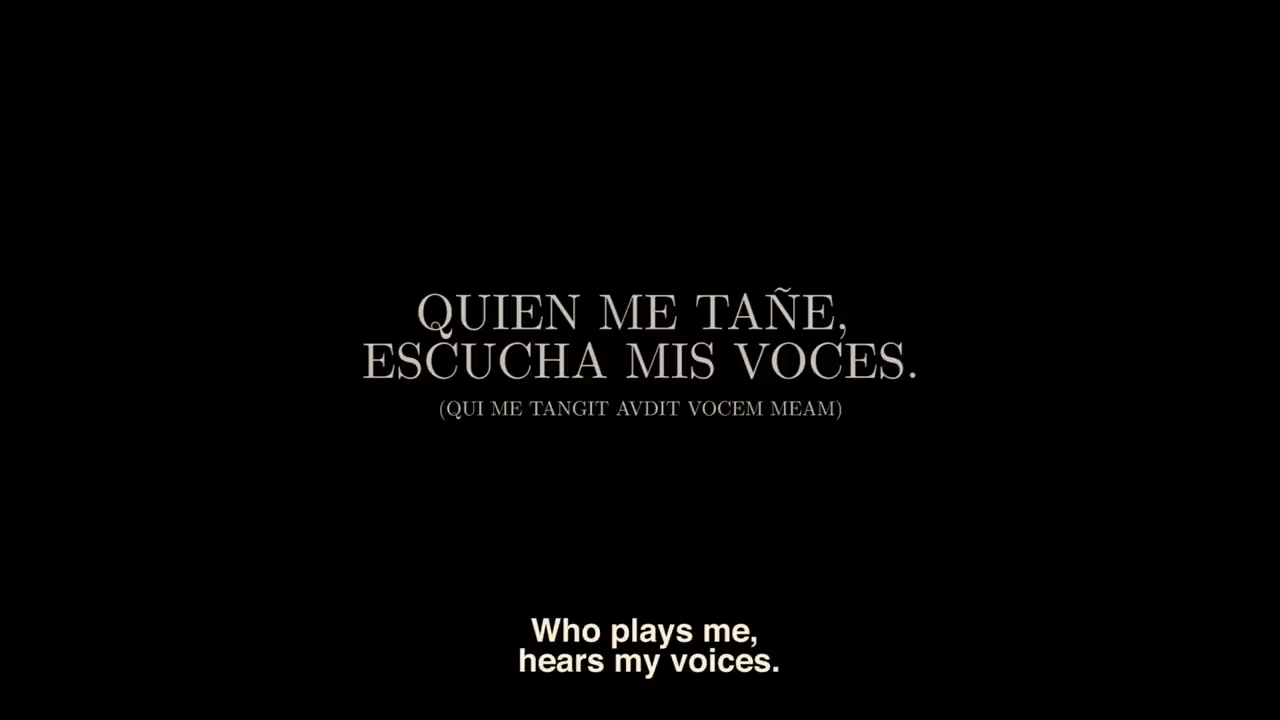 QUIEN ME TAÑE,
ESCUCHA MIS VOCES.
(QUI ME TANGIT AVDIT VOCEM MEAM)
Who plays me,
hears my voices.